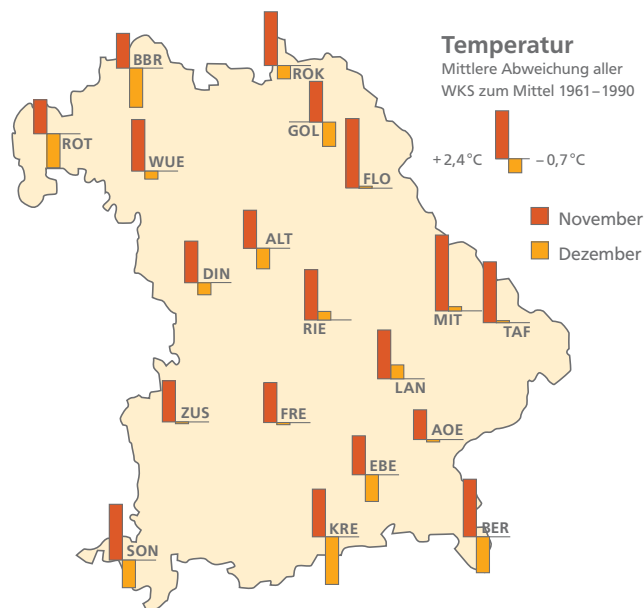 Temperatur
Mittlere Abweichung aller
WKS zum Mittel 1961–1990
+2,4°C
–0,7°C
November
Dezember
BBR
ROK
ROT
WUE
GOL
FLO
ALT
DIN
RIE
MIT
TAF
LAN
ZUS
FRE
AOE
EBE
SON
KRE
BER